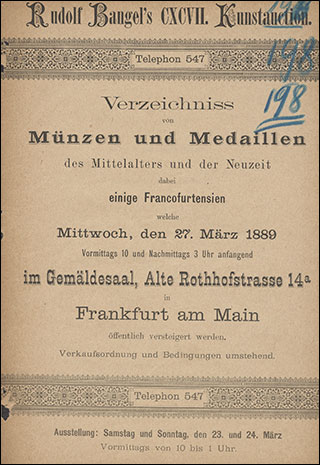 Rudolf Bangel's CXCVII. Kunstauction.
198
198
Telephon 547
Verzeichniss
von
Münzen und Medaillen
des Mittelalters und der Neuzeit
dabei
einige Francofurtensien
welche
Mittwoch, den 27. März 1889
Vormittags 10 und Nachmittags 3 Uhr anfangend
im Gemäldesaal, Alte Rothhofstrasse 14a
in
Frankfurt am Main
öffentlich versteigert werden.
Verkaufsordnung und Bedingungen umstehend.
Telephon 547
Ausstellung: Samstag und Sonntag, den 23. und 24. März
Vormittags von 10 bis 1 Uhr.